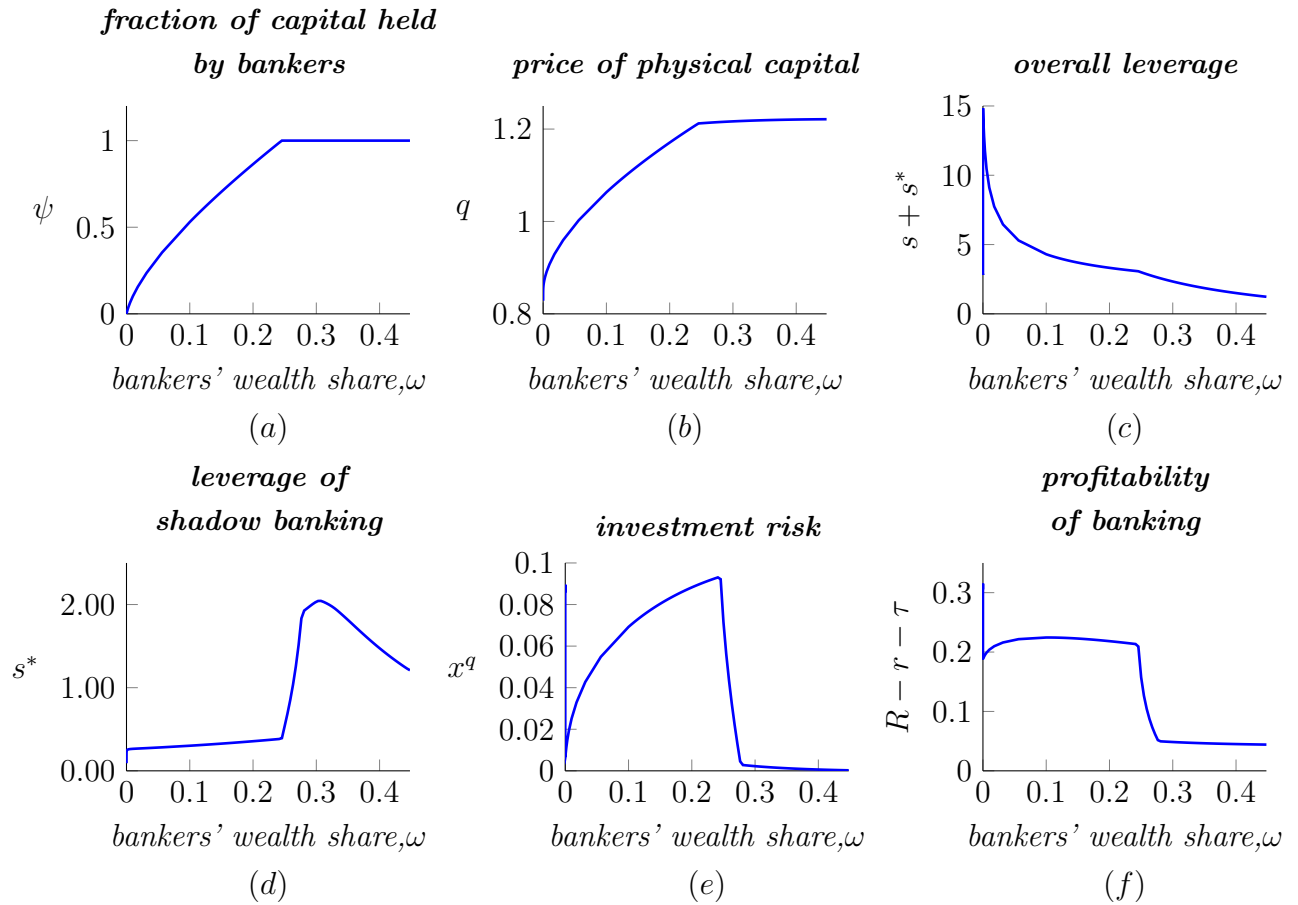 fraction of capital held
by bankers
1
0.5
0
ψ
0 0.1 0.2 0.3 0.4
bankers' wealth share,ω
(a)
price of physical capital
1.2
1
0.8
q
0 0.1 0.2 0.3 0.4
bankers' wealth share,ω
(b)
overall leverage
15
10
5
0
s + s*
0 0.1 0.2 0.3 0.4
bankers' wealth share,ω
(c)
leverage of
shadow banking
2.00
1.00
0.00
s*
0 0.1 0.2 0.3 0.4
bankers' wealth share,ω
(d)
investment risk
0.1
0.08
0.06
0.04
0.02
0
x^q
0 0.1 0.2 0.3 0.4
bankers' wealth share,ω
(e)
profitability
of banking
0.3
0.2
0.1
0
R − r − τ
0 0.1 0.2 0.3 0.4
bankers' wealth share,ω
(f)